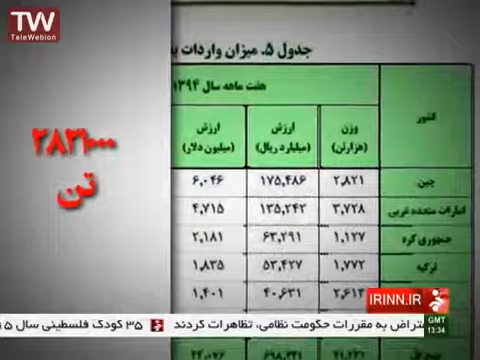 TW
TeleWebion
جدول ۵. میزان واردات
هفت ماهه سال ۱۳۹۴
کشور
وزن (هزارتن)
ارزش (میلیارد ریال)
ارزش (میلیون دلار)
چین ۲,۸۲۱ ۱۷۵,۴۸۶ ۶,۰۴۶
امارات متحده عربی ۳,۷۲۸ ۱۳۵,۲۴۲ ۴,۷۱۵
جمهوری کره ۱,۱۲۷ ۶۳,۲۹۱ ۲,۱۸۱
ترکیه ۱,۷۷۲ ۵۳,۴۲۷ ۱,۸۳۵
۲,۶۱۳ ۴۰,۶۳۱ ۱,۴۰۱
۲۸۲۱۰۰۰
تن
IRINN.IR
GMT
13:34
اعتراض به مقررات حکومت نظامی، تظاهرات کردند
۳۵ کودک فلسطینی سال